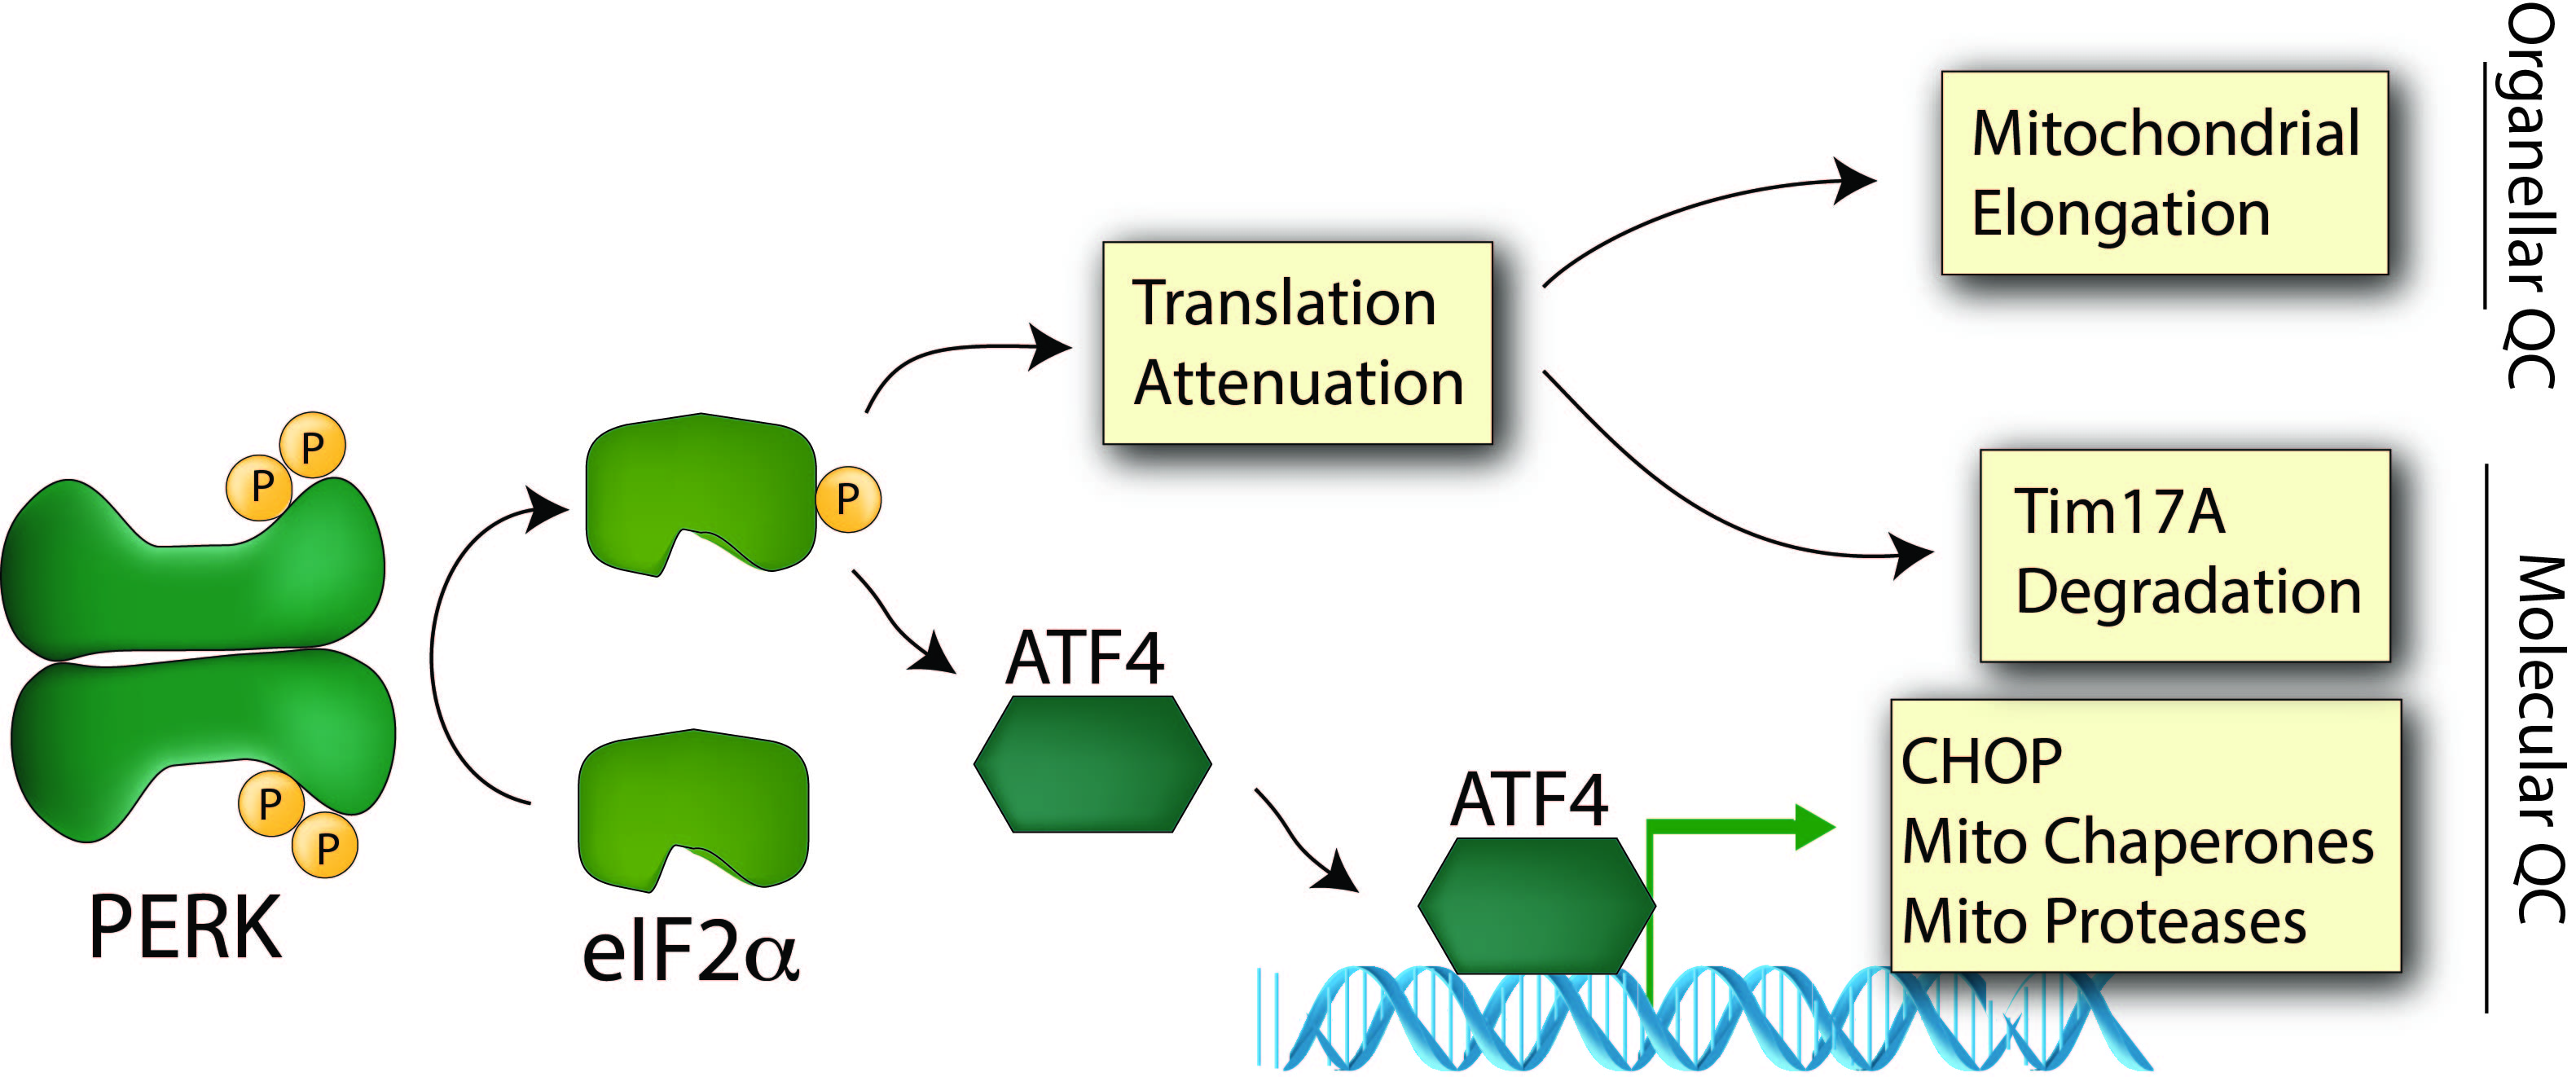 Organellar QC
Mitochondrial
Elongation
Translation
Attenuation
P
P
P
Tim17A
Degradation
Molecular QC
ATF4
CHOP
Mito Chaperones
Mito Proteases
ATF4
P
P
PERK
eIF2α